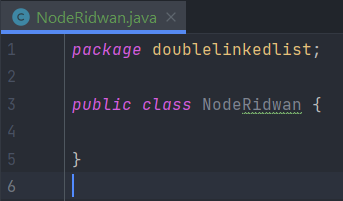 NodeRidwan.java
1 package doublelinkedlist;
2
3 public class NodeRidwan {
4
5 }
6